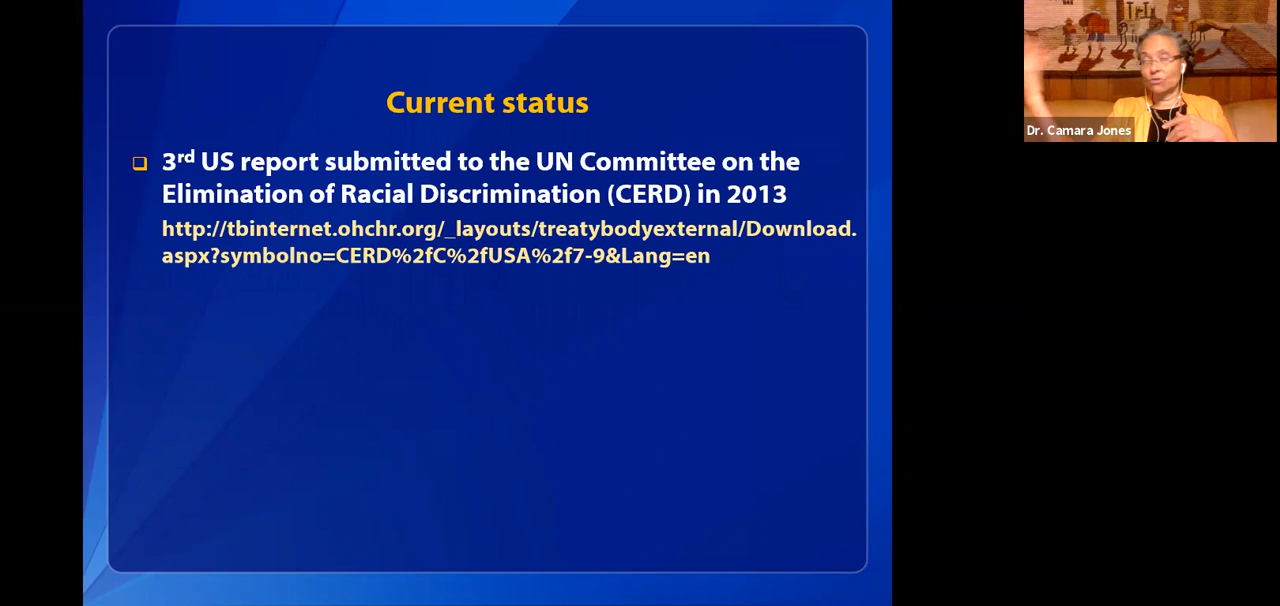 Current status
3rd US report submitted to the UN Committee on the
Elimination of Racial Discrimination (CERD) in 2013
http://tbinternet.ohchr.org/_layouts/treatybodyexternal/Download.
aspx?symbolno=CERD%2fC%2fUSA%2f7-9&Lang=en
Dr. Camara Jones